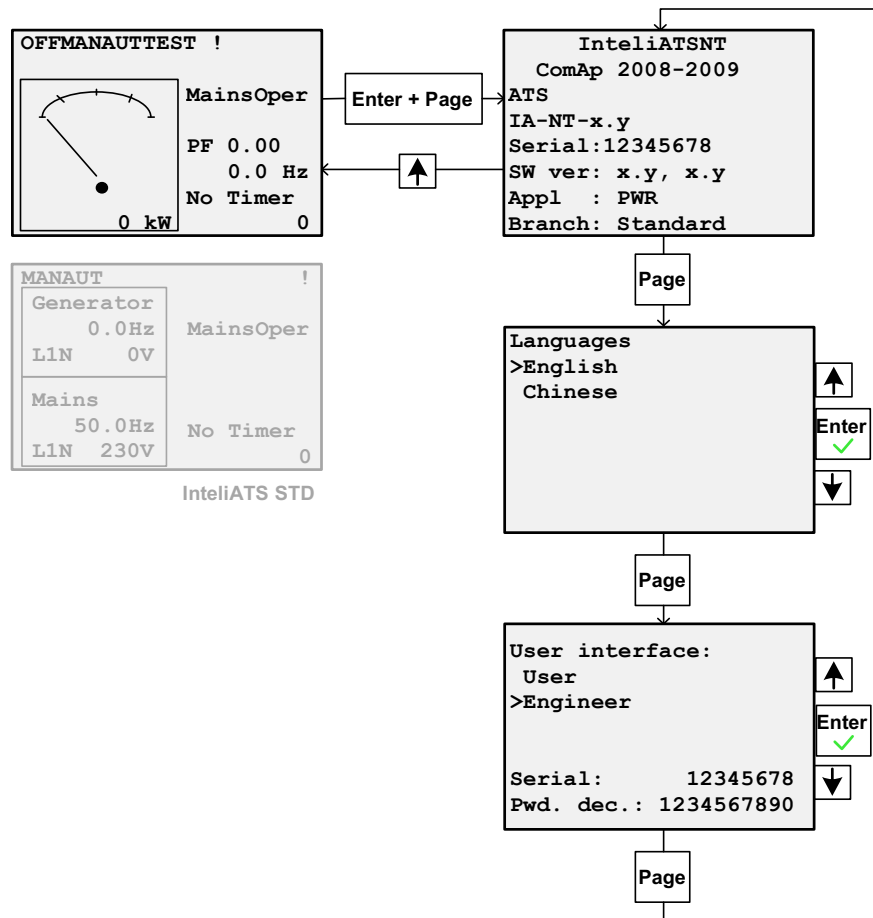 OFFMANAUTTEST !
MainsOper
PF 0.00
0.0 Hz
No Timer
0 kW 0
Enter + Page
InteliATSNT
ComAp 2008-2009
ATS
IA-NT-x.y
Serial:12345678
SW ver: x.y, x.y
Appl : PWR
Branch: Standard
Page
MANAUT !
Generator
0.0Hz
L1N 0V
MainsOper
Mains
50.0Hz
L1N 230V
No Timer
0
InteliATS STD
Languages
>English
Chinese
Enter
Page
User interface:
User
>Engineer
Serial: 12345678
Pwd. dec.: 1234567890
Enter
Page